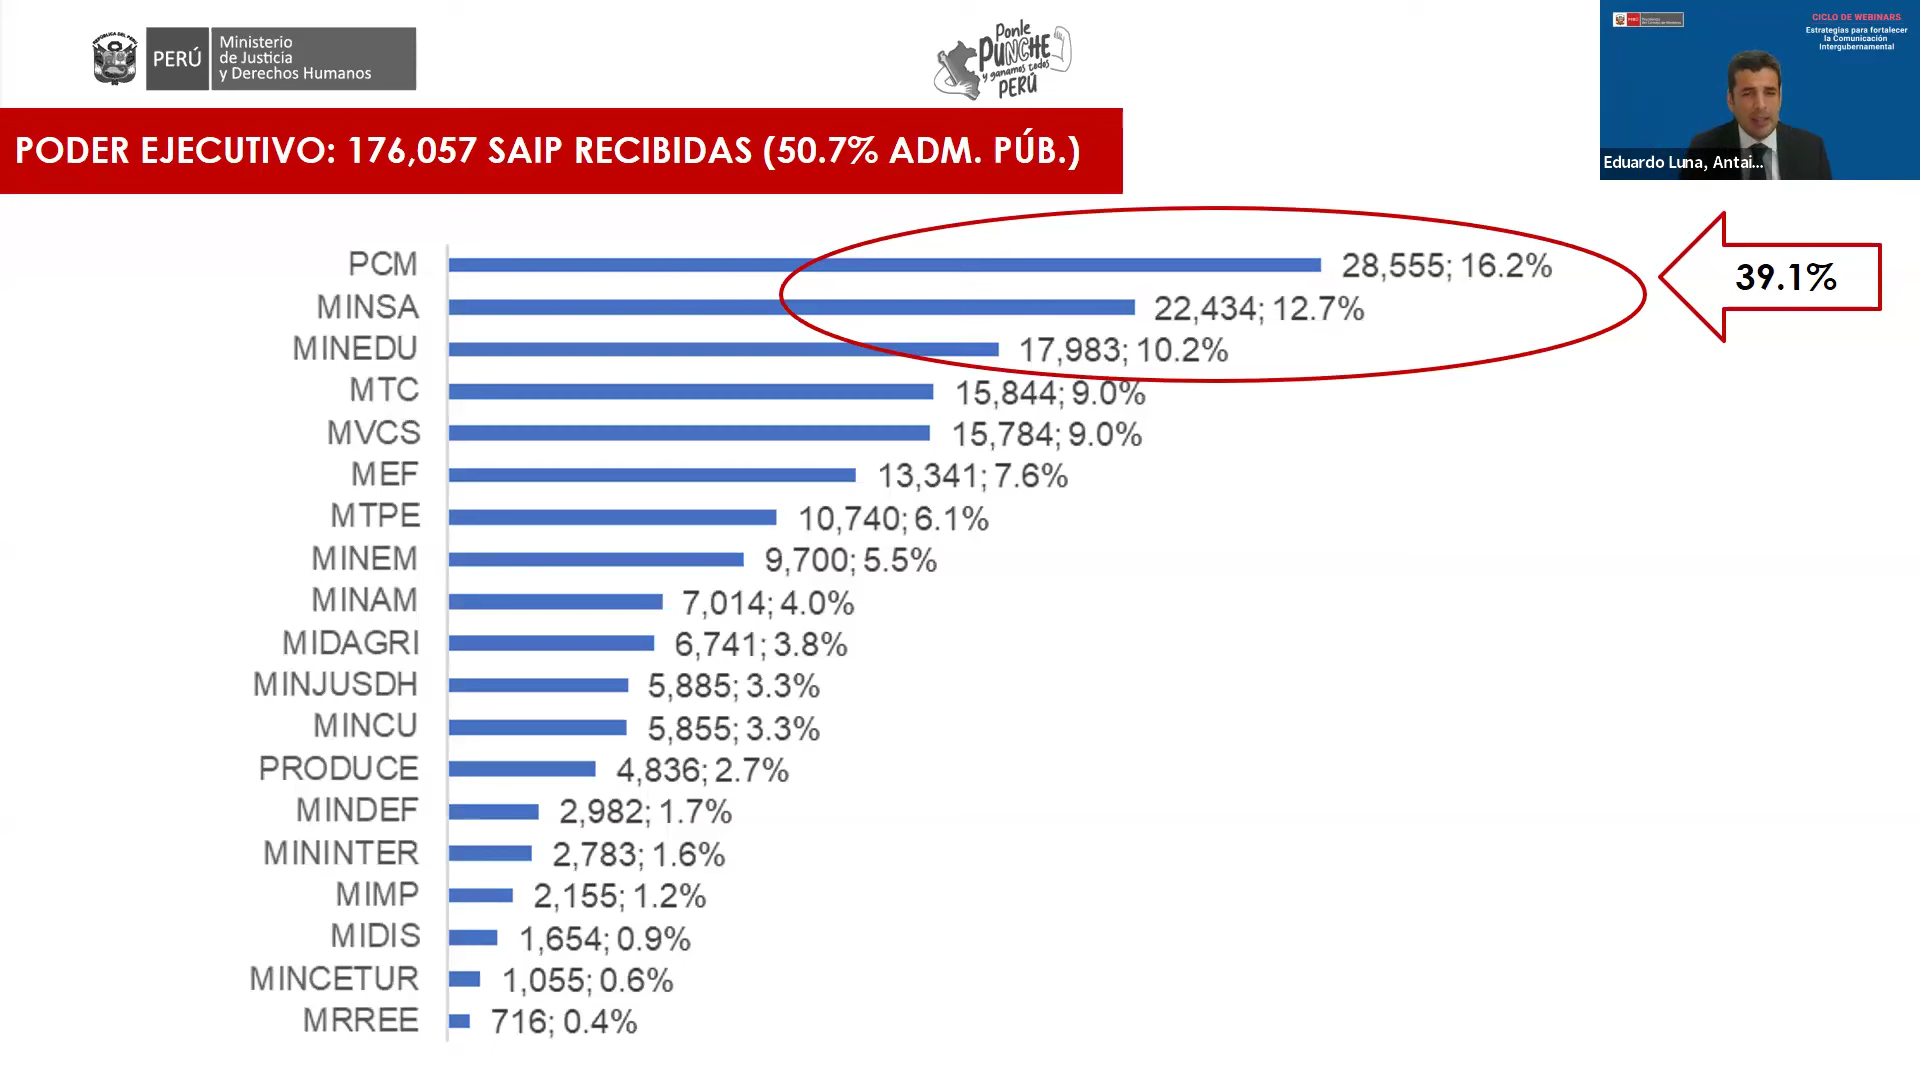 PERÚ
Ministerio
de Justicia
y Derechos Humanos
Ponle
PUNCHE
y ganamos todos
PERÚ
CICLO DE WEBINARS
Estrategias para fortalecer
la Comunicación
Intergubernamental
Eduardo Luna, Antai...
PODER EJECUTIVO: 176,057 SAIP RECIBIDAS (50.7% ADM. PÚB.)
39.1%
PCM 28,555; 16.2%
MINSA 22,434; 12.7%
MINEDU 17,983; 10.2%
MTC 15,844; 9.0%
MVCS 15,784; 9.0%
MEF 13,341; 7.6%
MTPE 10,740; 6.1%
MINEM 9,700; 5.5%
MINAM 7,014; 4.0%
MIDAGRI 6,741; 3.8%
MINJUSDH 5,885; 3.3%
MINCU 5,855; 3.3%
PRODUCE 4,836; 2.7%
MINDEF 2,982; 1.7%
MININTER 2,783; 1.6%
MIMP 2,155; 1.2%
MIDIS 1,654; 0.9%
MINCETUR 1,055; 0.6%
MRREE 716; 0.4%